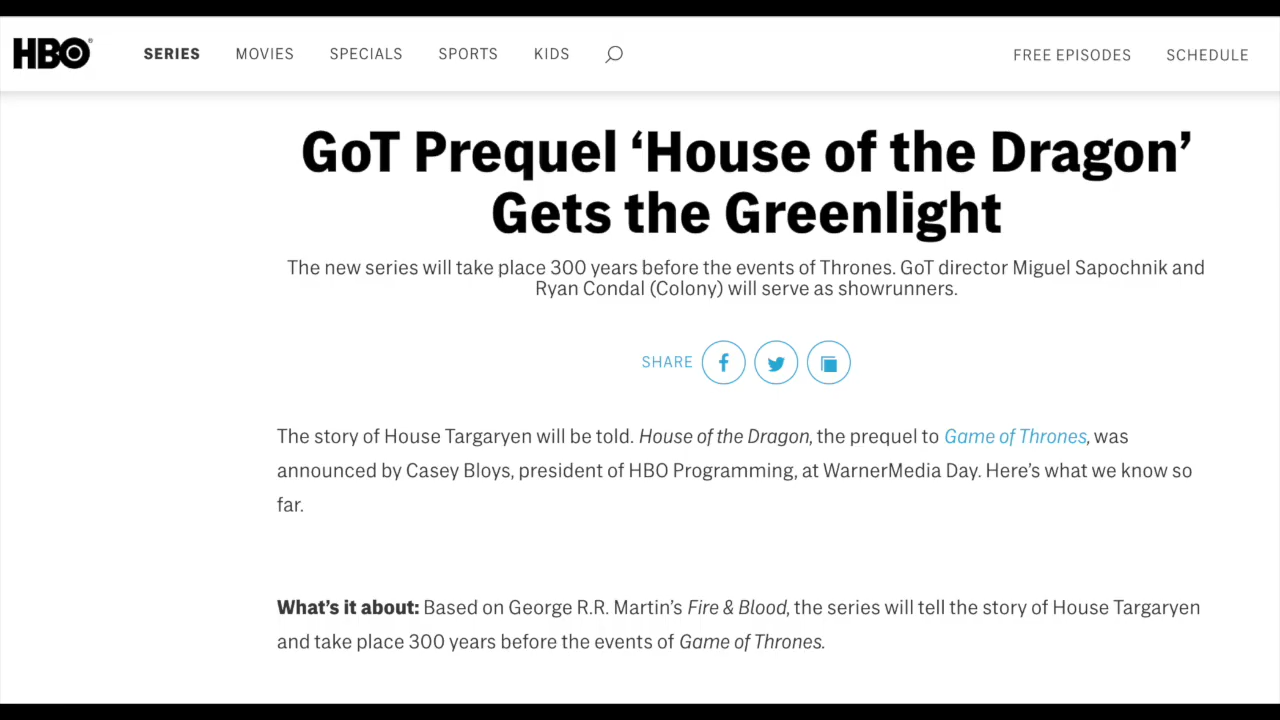 HBO®
SERIES
MOVIES
SPECIALS
SPORTS
KIDS
FREE EPISODES
SCHEDULE
GoT Prequel ‘House of the Dragon’
Gets the Greenlight
The new series will take place 300 years before the events of Thrones. GoT director Miguel Sapochnik and
Ryan Condal (Colony) will serve as showrunners.
SHARE
The story of House Targaryen will be told. House of the Dragon, the prequel to Game of Thrones, was
announced by Casey Bloys, president of HBO Programming, at WarnerMedia Day. Here’s what we know so
far.
What’s it about: Based on George R.R. Martin’s Fire & Blood, the series will tell the story of House Targaryen
and take place 300 years before the events of Game of Thrones.